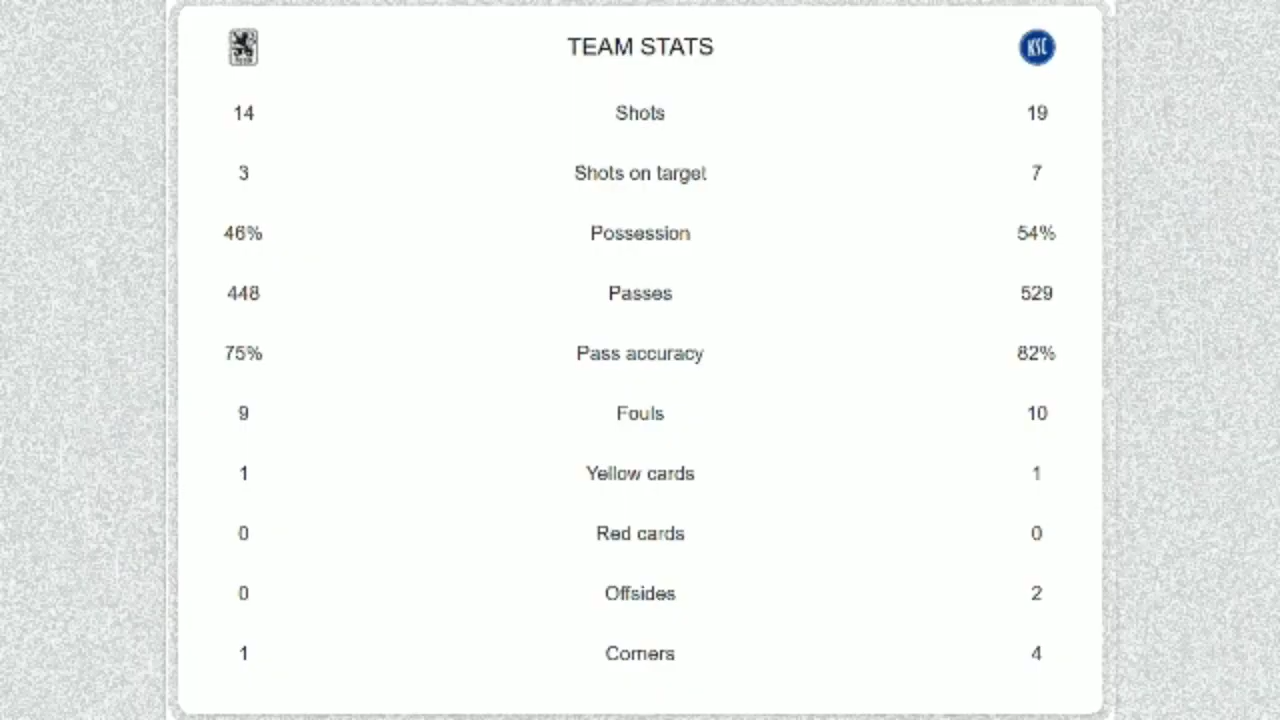 TEAM STATS KSC
14 Shots 19
3 Shots on target 7
46% Possession 54%
448 Passes 529
75% Pass accuracy 82%
9 Fouls 10
1 Yellow cards 1
0 Red cards 0
0 Offsides 2
1 Corners 4